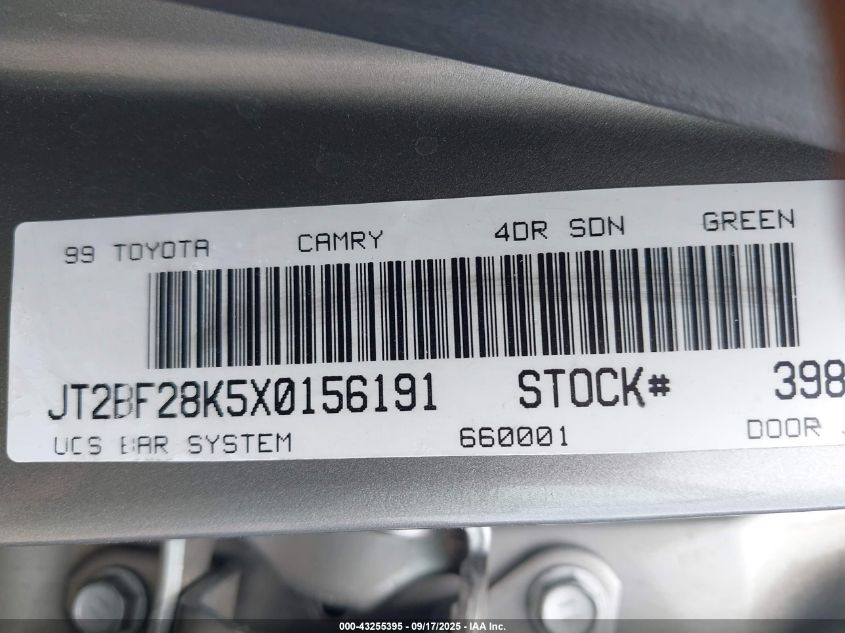 99 TOYOTA CAMRY 4DR SDN GREEN
JT2BF28K5X0156191 STOCK# 398
UCS BAR SYSTEM 660001 DOOR
000-43255395 - 09/17/2025 - IAA Inc.